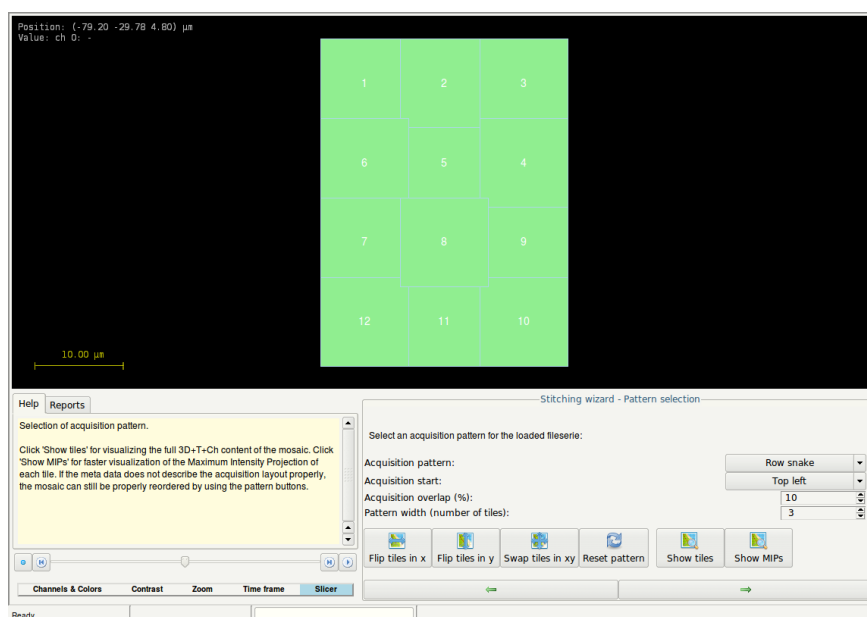 Position: (-79.20 -29.78 4.80) µm
Value: ch 0: -
1 2 3
6 5 4
7 8 9
12 11 10
10.00 µm
Help Reports
Selection of acquisition pattern.
Click 'Show tiles' for visualizing the full 3D+T+Ch content of the mosaic. Click
'Show MIPs' for faster visualization of the Maximum Intensity Projection of
each tile. If the meta data does not describe the acquisition layout properly,
the mosaic can still be properly reordered by using the pattern buttons.
Channels & Colors Contrast Zoom Time frame Slicer
Stitching wizard - Pattern selection
Select an acquisition pattern for the loaded fileserie:
Acquisition pattern: Row snake
Acquisition start: Top left
Acquisition overlap (%): 10
Pattern width (number of tiles): 3
Flip tiles in x Flip tiles in y Swap tiles in xy Reset pattern Show tiles Show MIPs
Ready